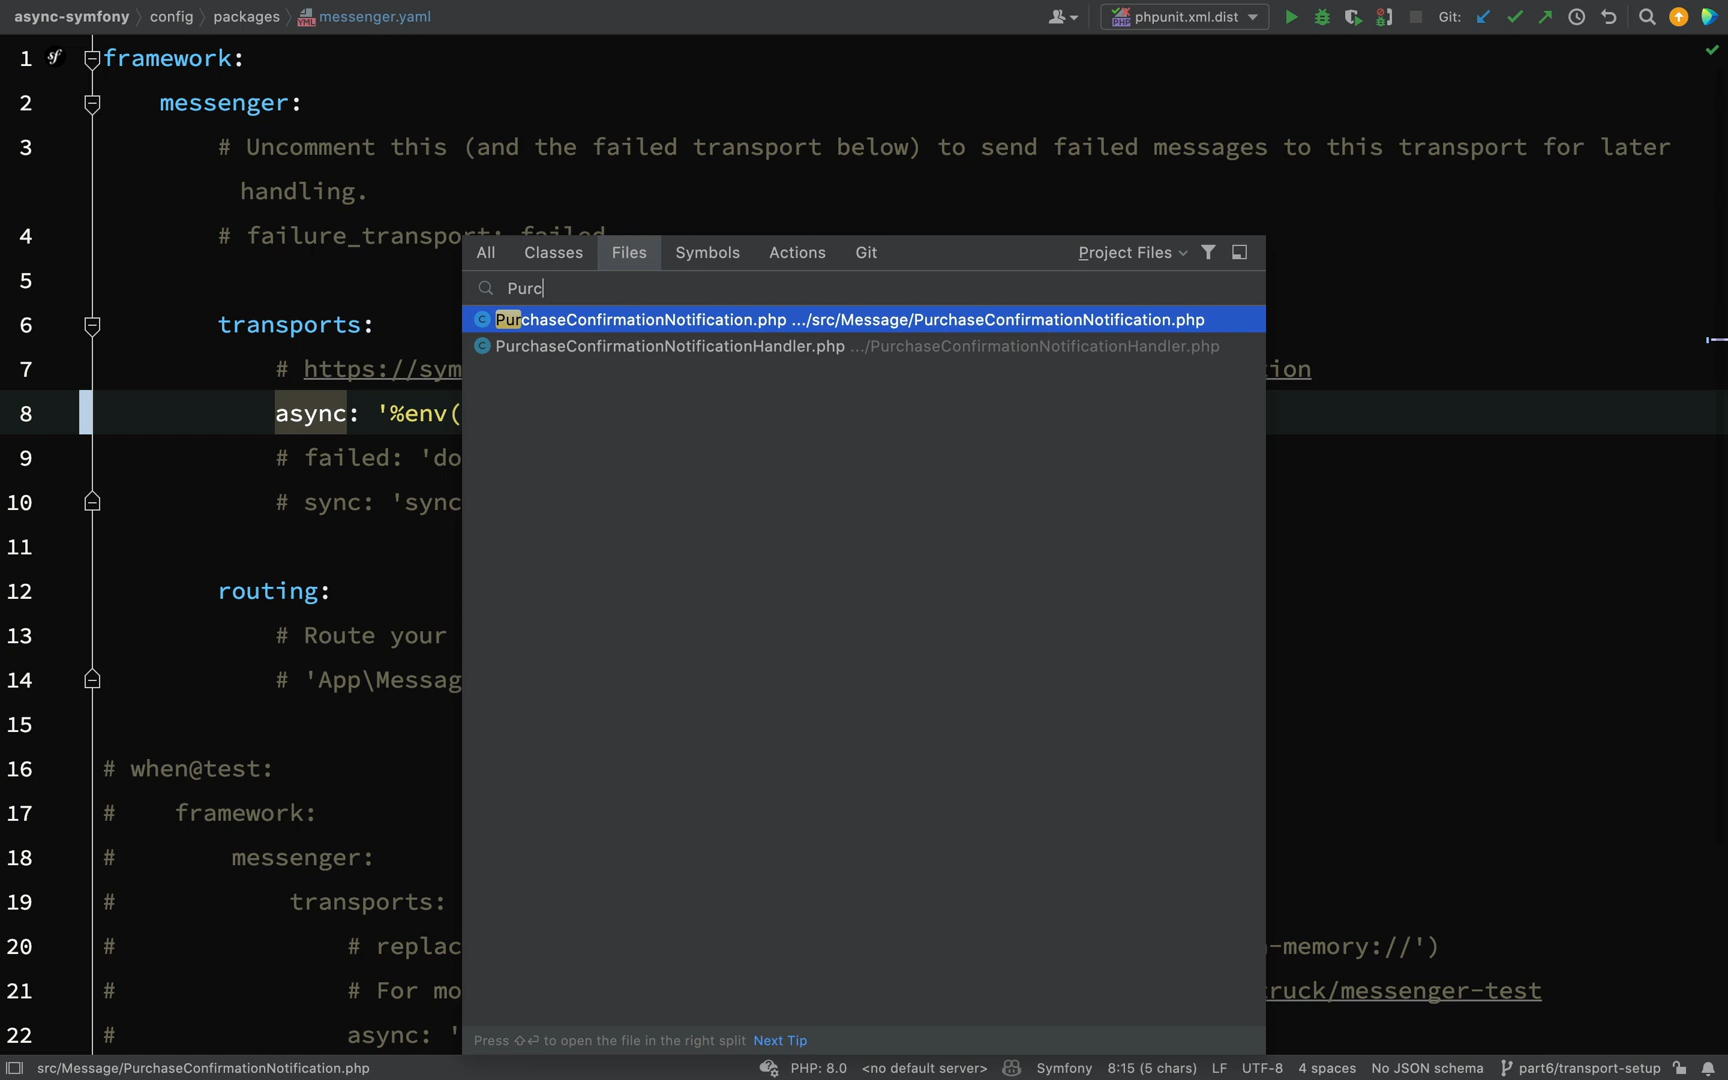 async-symfony config packages messenger.yaml phpunit.xml.dist Git:
1 framework:
2 messenger:
3 # Uncomment this (and the failed transport below) to send failed messages to this transport for later
handling.
4 # failure_transport: failed
All Classes Files Symbols Actions Git Project Files
5
Purc
6 transports:
PurchaseConfirmationNotification.php .../src/Message/PurchaseConfirmationNotification.php
PurchaseConfirmationNotificationHandler.php .../PurchaseConfirmationNotificationHandler.php
7 # https://sym ion
8 async: '%env(
9 # failed: 'do
10 # sync: 'sync
11
12 routing:
13 # Route your
14 # 'App\Messag
15
16 # when@test:
17 # framework:
18 # messenger:
19 # transports:
20 # # replac -memory://')
21 # # For mo truck/messenger-test
22 # async: '
Press ⇧⏎ to open the file in the right split Next Tip
src/Message/PurchaseConfirmationNotification.php PHP: 8.0 <no default server> Symfony 8:15 (5 chars) LF UTF-8 4 spaces No JSON schema part6/transport-setup